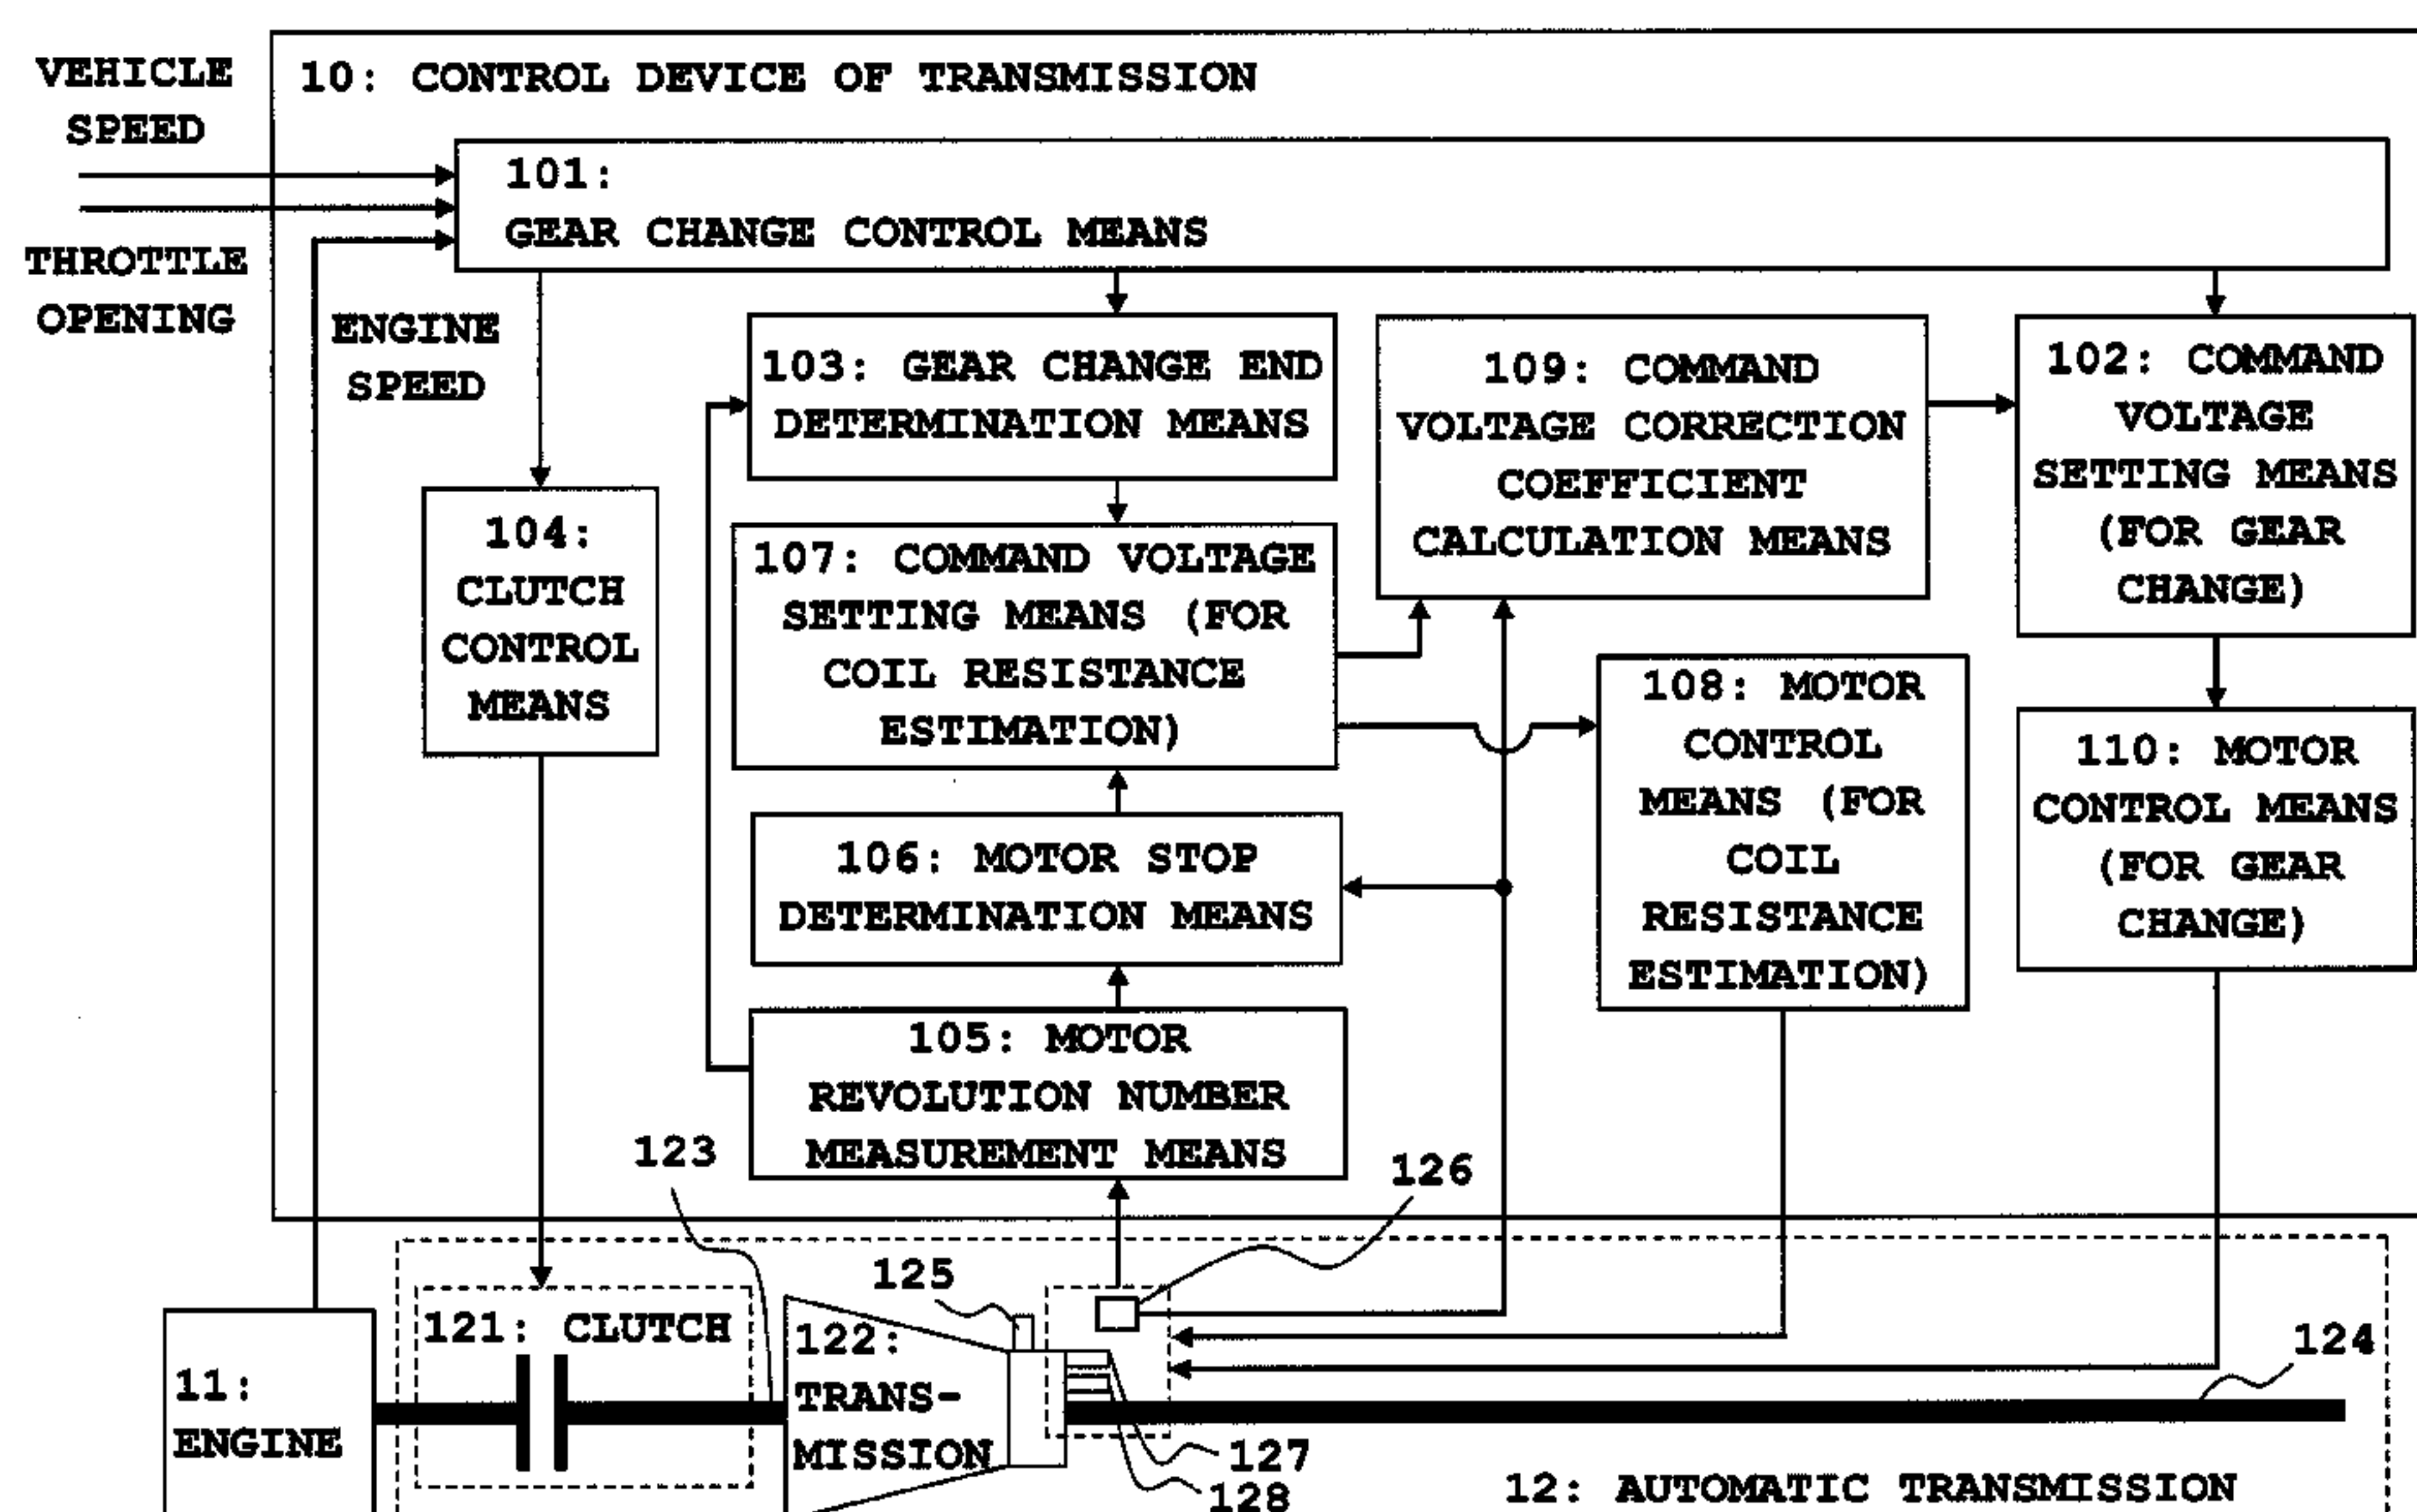 VEHICLE
SPEED
10: CONTROL DEVICE OF TRANSMISSION
101:
GEAR CHANGE CONTROL MEANS
THROTTLE
OPENING
ENGINE
SPEED
103: GEAR CHANGE END
DETERMINATION MEANS
109: COMMAND
VOLTAGE CORRECTION
COEFFICIENT
CALCULATION MEANS
102: COMMAND
VOLTAGE
SETTING MEANS
(FOR GEAR
CHANGE)
104:
CLUTCH
CONTROL
MEANS
107: COMMAND VOLTAGE
SETTING MEANS (FOR
COIL RESISTANCE
ESTIMATION)
108: MOTOR
CONTROL
MEANS (FOR
COIL
RESISTANCE
ESTIMATION)
110: MOTOR
CONTROL MEANS
(FOR GEAR
CHANGE)
106: MOTOR STOP
DETERMINATION MEANS
105: MOTOR
REVOLUTION NUMBER
MEASUREMENT MEANS
123
126
125
121: CLUTCH
122:
TRANS-
MISSION
124
11:
ENGINE
127
128
12: AUTOMATIC TRANSMISSION